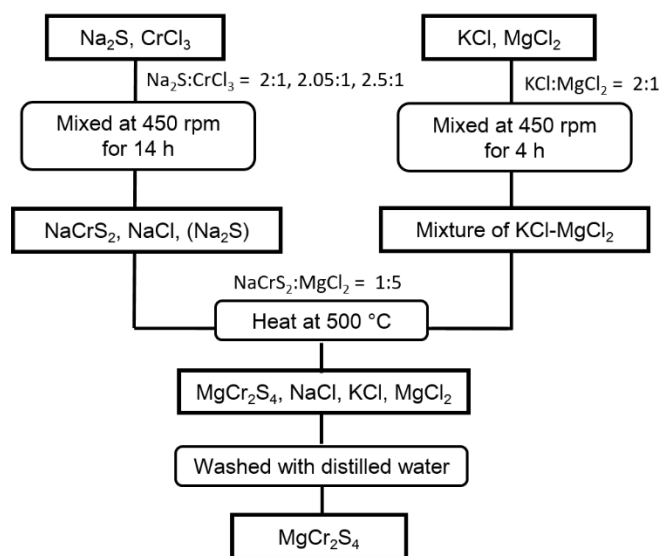 Na₂S, CrCl₃
Na₂S:CrCl₃ = 2:1, 2.05:1, 2.5:1
Mixed at 450 rpm
for 14 h
NaCrS₂, NaCl, (Na₂S)
KCl, MgCl₂
KCl:MgCl₂ = 2:1
Mixed at 450 rpm
for 4 h
Mixture of KCl-MgCl₂
NaCrS₂:MgCl₂ = 1:5
Heat at 500 °C
MgCr₂S₄, NaCl, KCl, MgCl₂
Washed with distilled water
MgCr₂S₄